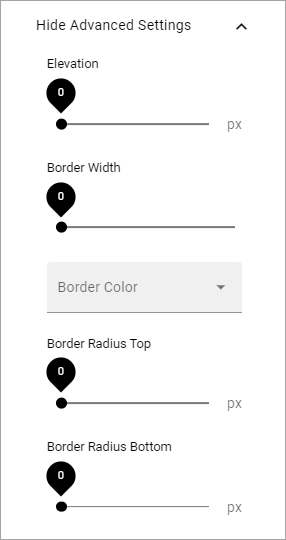 Hide Advanced Settings
Elevation
0
px
Border Width
0
Border Color
Border Radius Top
0
px
Border Radius Bottom
0
px